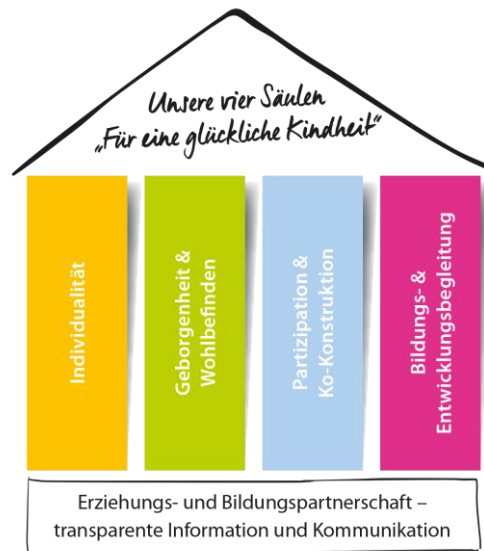 Unsere vier Säulen
„Für eine glückliche Kindheit“
Individualität
Geborgenheit &
Wohlbefinden
Partizipation &
Ko-Konstruktion
Bildungs- &
Entwicklungsbegleitung
Erziehungs- und Bildungspartnerschaft –
transparente Information und Kommunikation